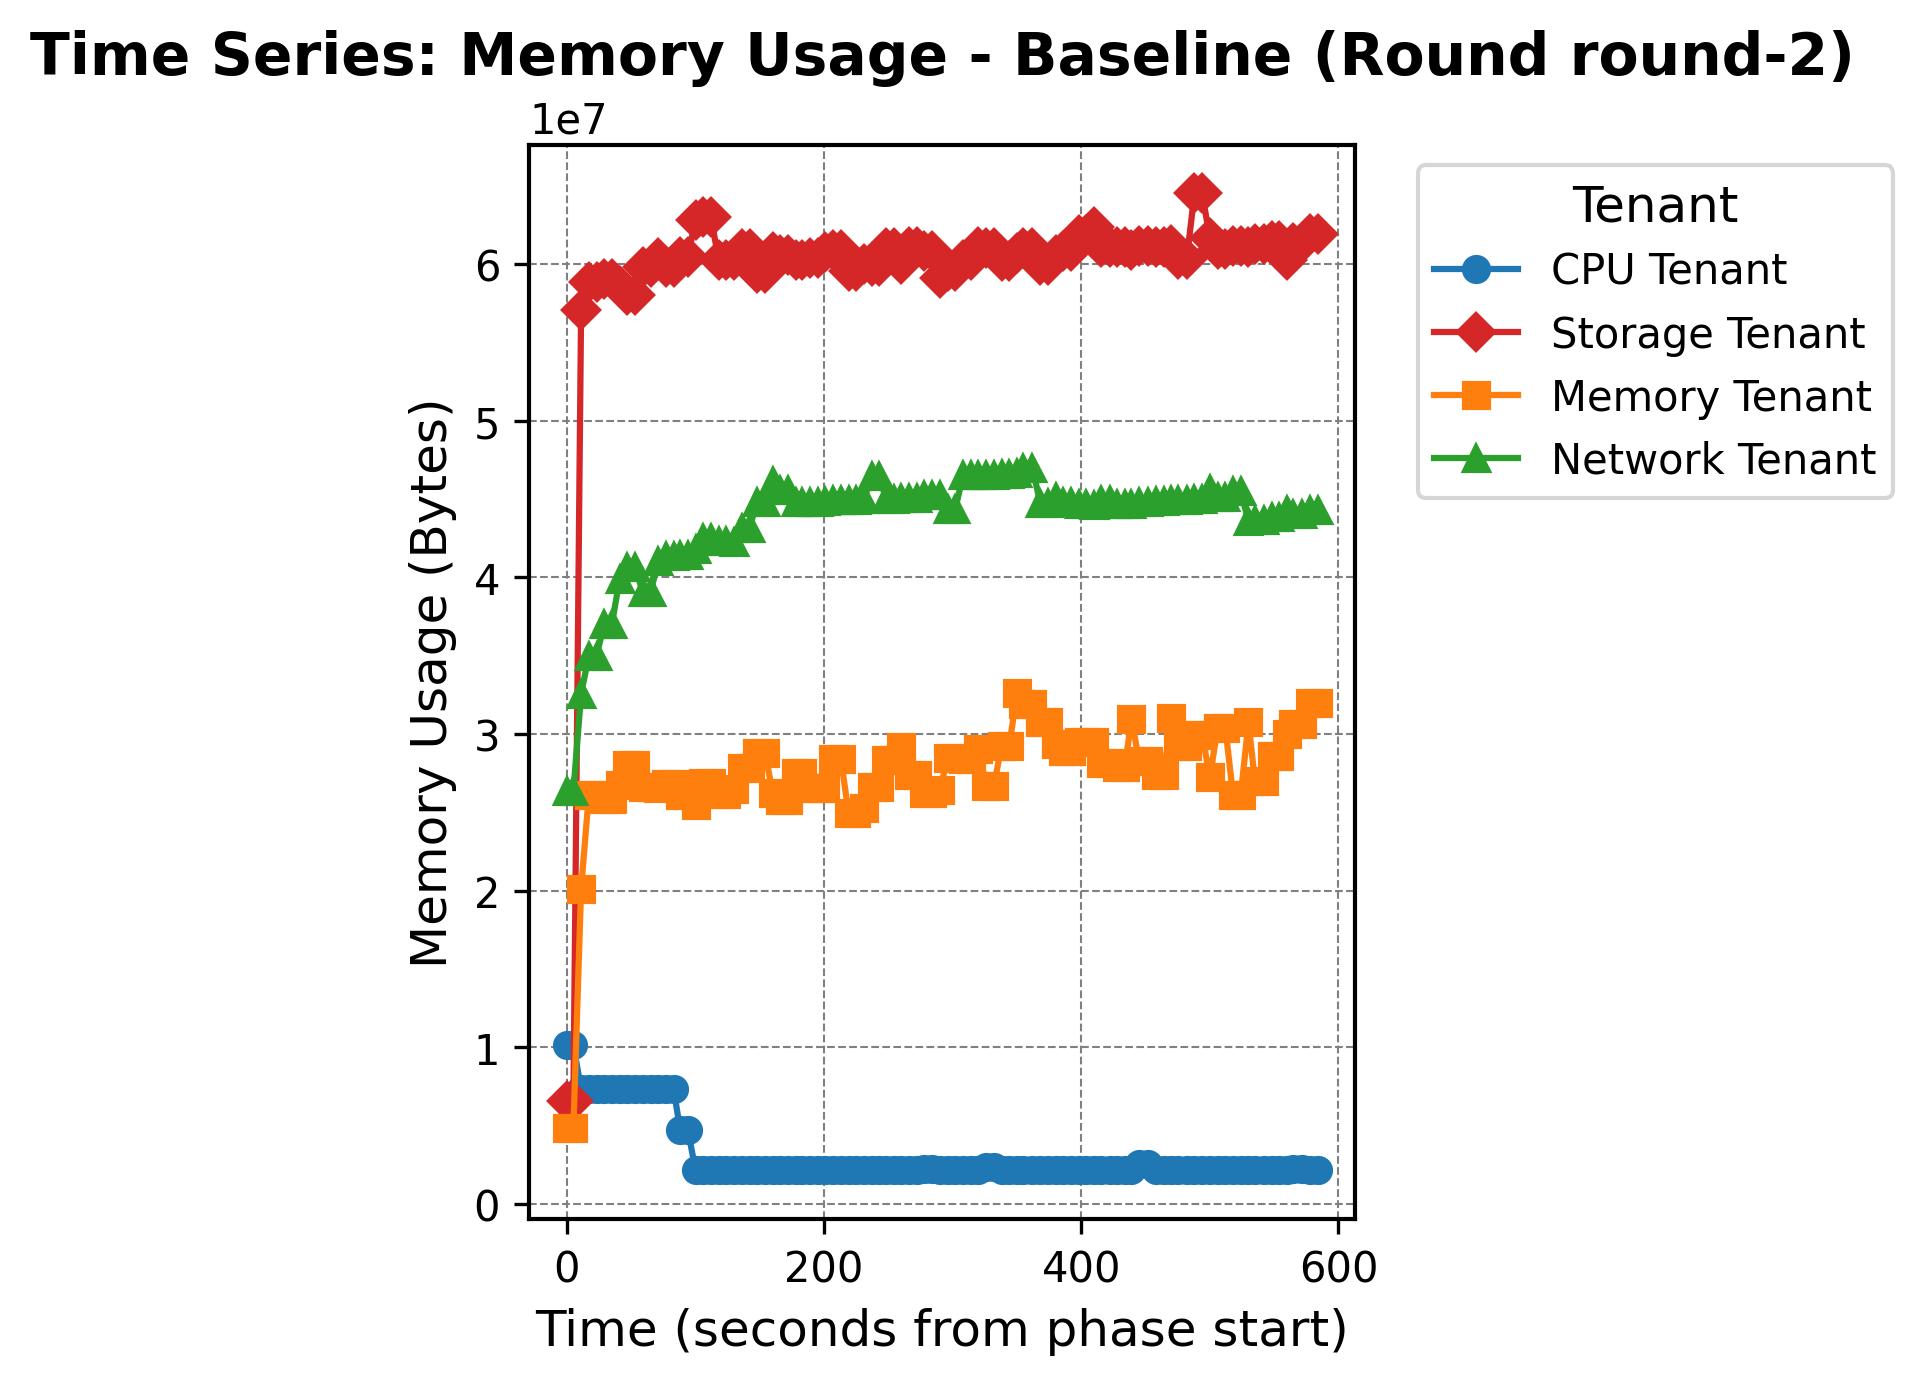 Time Series: Memory Usage - Baseline (Round round-2)
1e7
Memory Usage (Bytes)
6
5
4
3
2
1
0
0 200 400 600
Time (seconds from phase start)
Tenant
CPU Tenant
Storage Tenant
Memory Tenant
Network Tenant